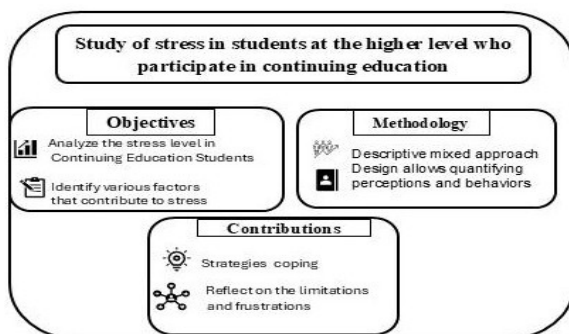 Study of stress in students at the higher level who
participate in continuing education
Objectives
Analyze the stress level in
Continuing Education Students
Identify various factors
that contribute to stress
Methodology
Descriptive mixed approach
Design allows quantifying
perceptions and behaviors
Contributions
Strategies coping
Reflect on the limitations
and frustrations